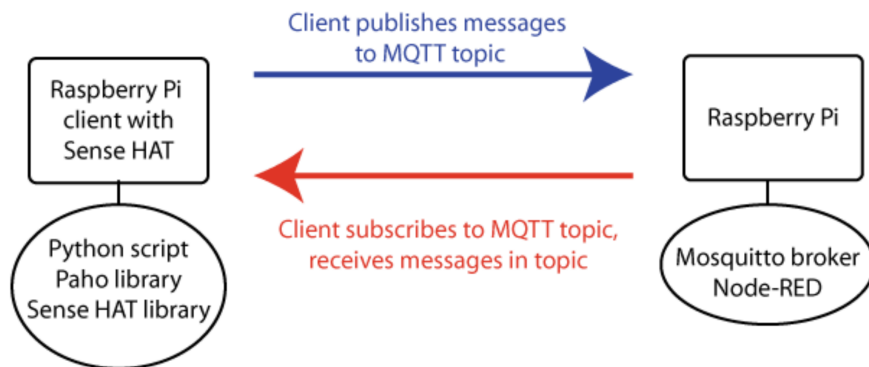 Client publishes messages
to MQTT topic
Raspberry Pi
client with
Sense HAT
Raspberry Pi
Client subscribes to MQTT topic,
receives messages in topic
Python script
Paho library
Sense HAT library
Mosquitto broker
Node-RED